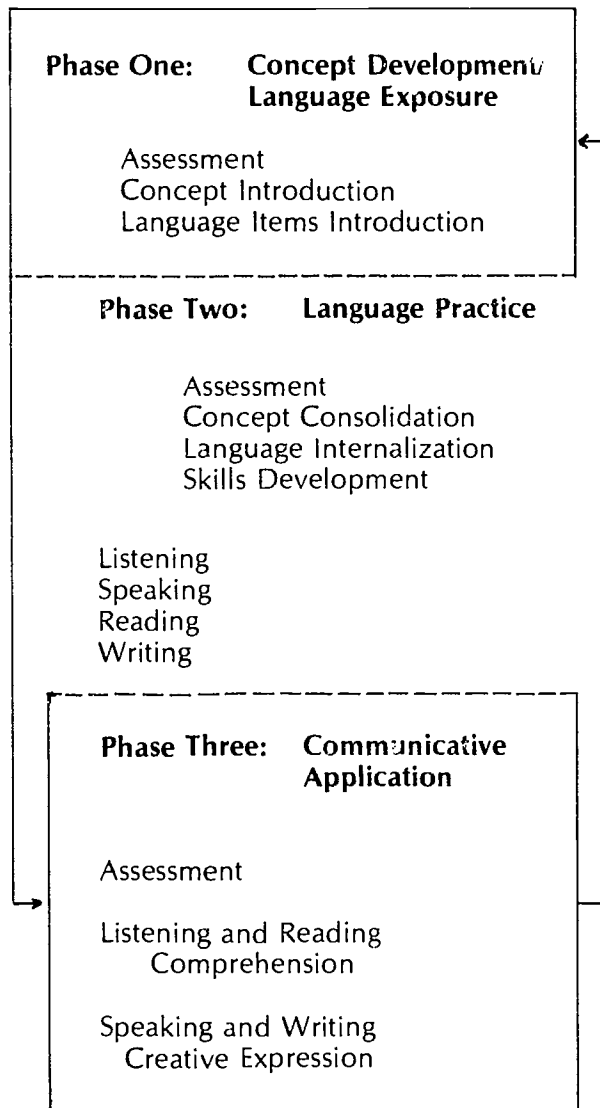 Phase One: Concept Development/
Language Exposure
Assessment
Concept Introduction
Language Items Introduction
Phase Two: Language Practice
Assessment
Concept Consolidation
Language Internalization
Skills Development
Listening
Speaking
Reading
Writing
Phase Three: Communicative
Application
Assessment
Listening and Reading
Comprehension
Speaking and Writing
Creative Expression